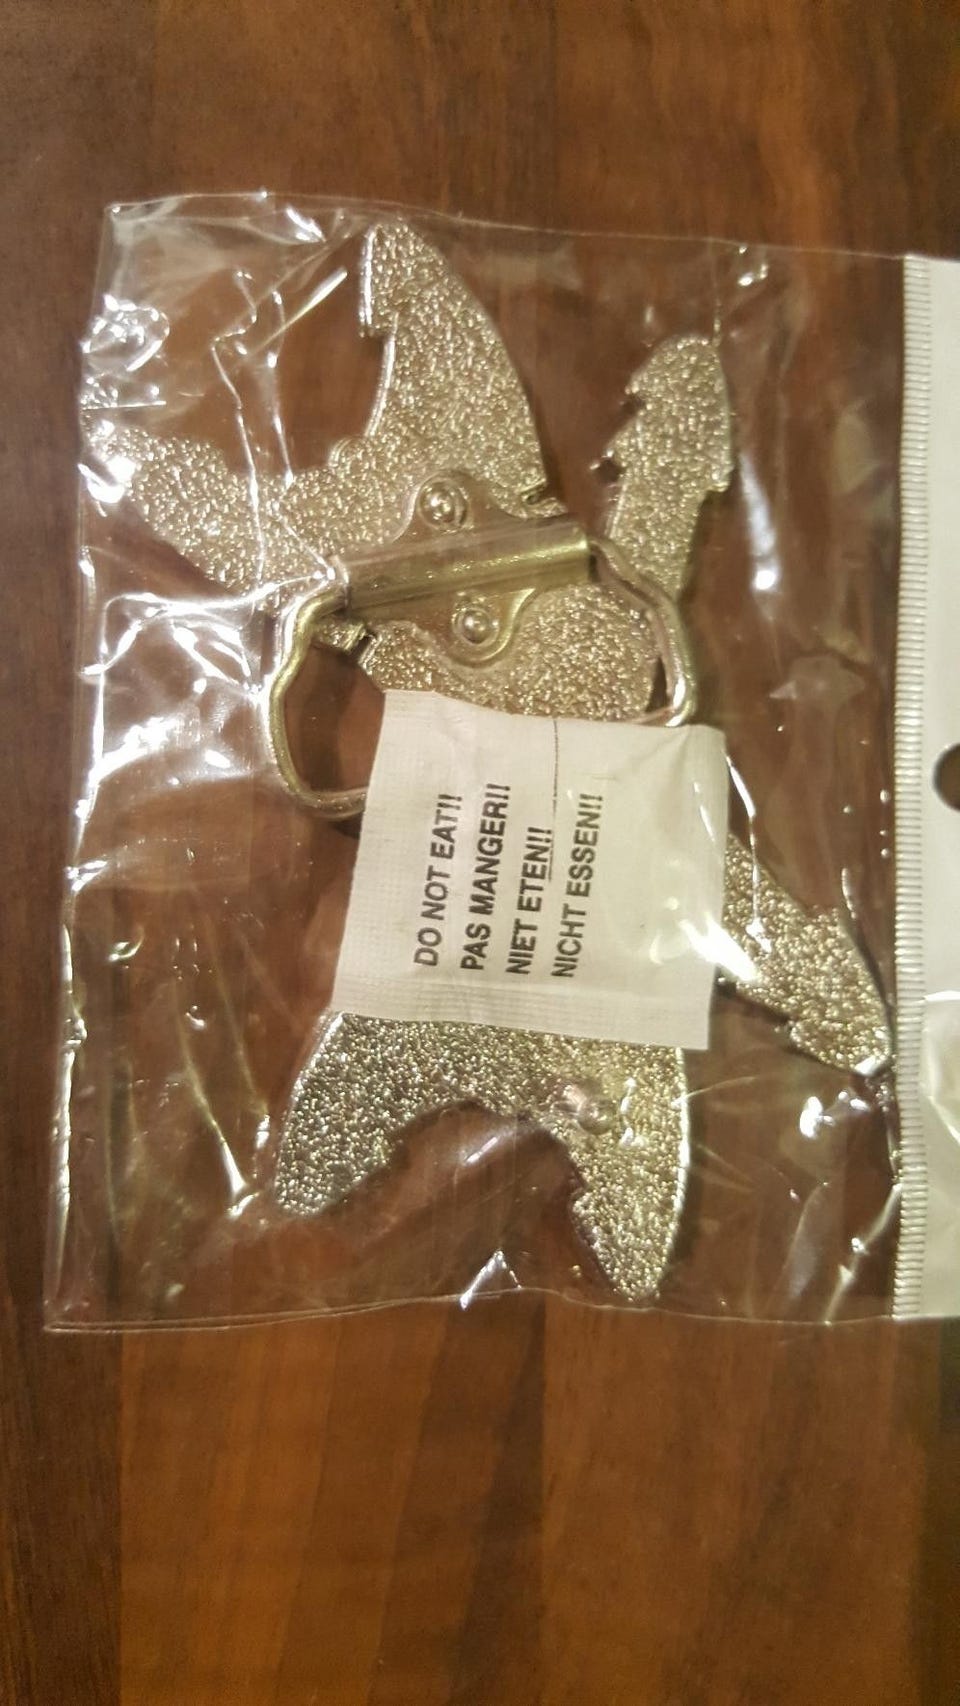 DO NOT EAT!!
PAS MANGER!!
NIET ETEN!!
NICHT ESSEN!!